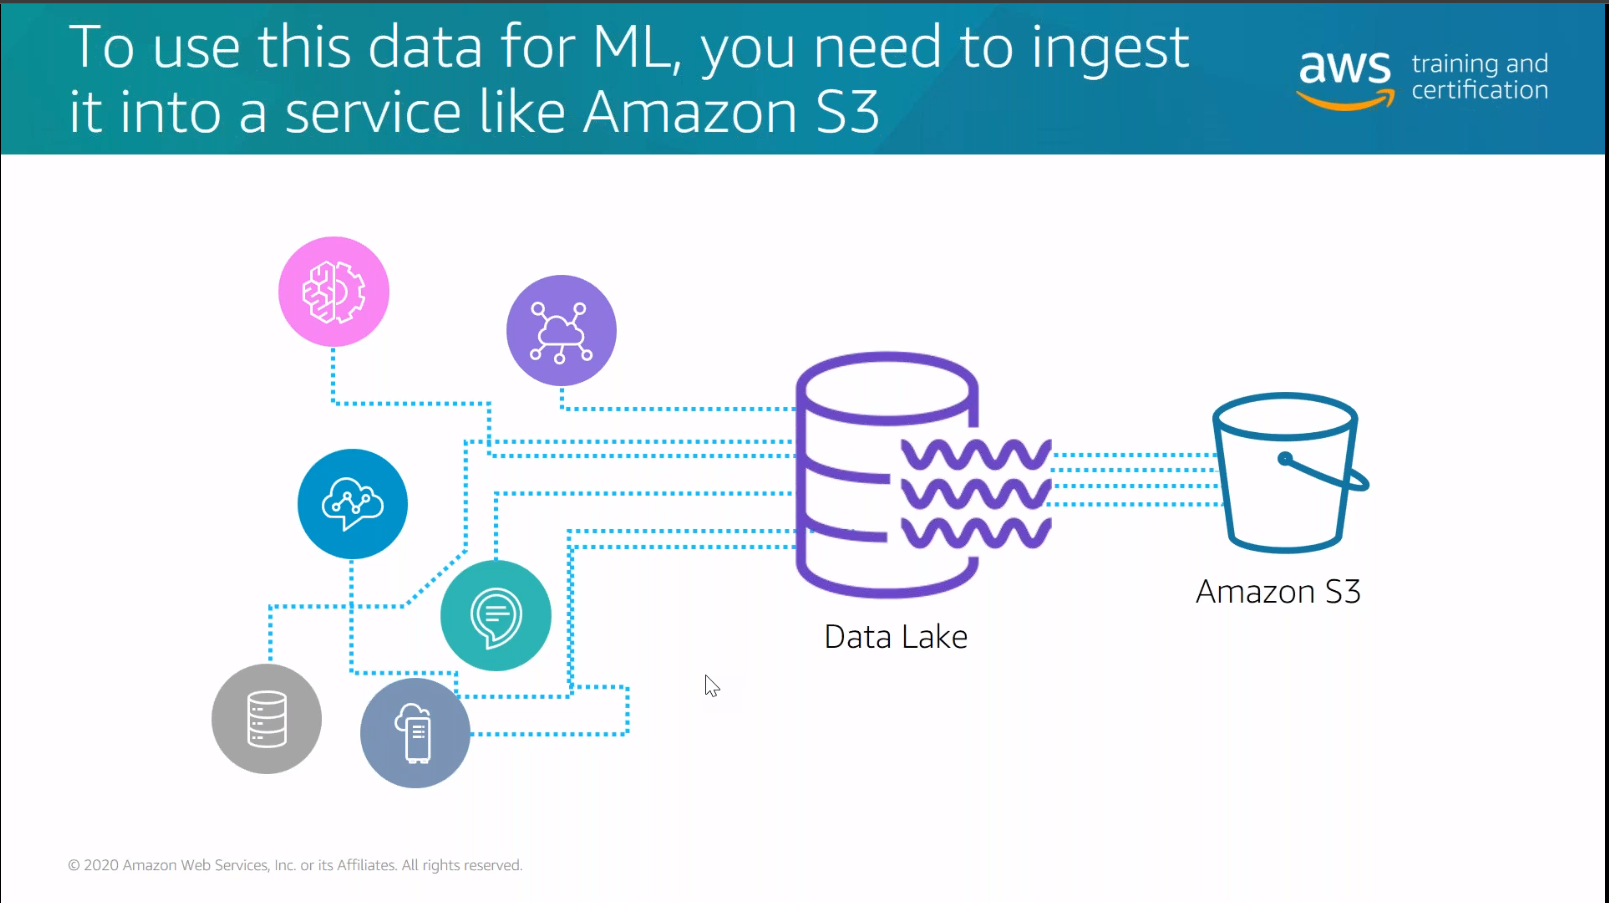 To use this data for ML, you need to ingest
it into a service like Amazon S3
aws
training and
certification
Data Lake
Amazon S3
© 2020 Amazon Web Services, Inc. or its Affiliates. All rights reserved.